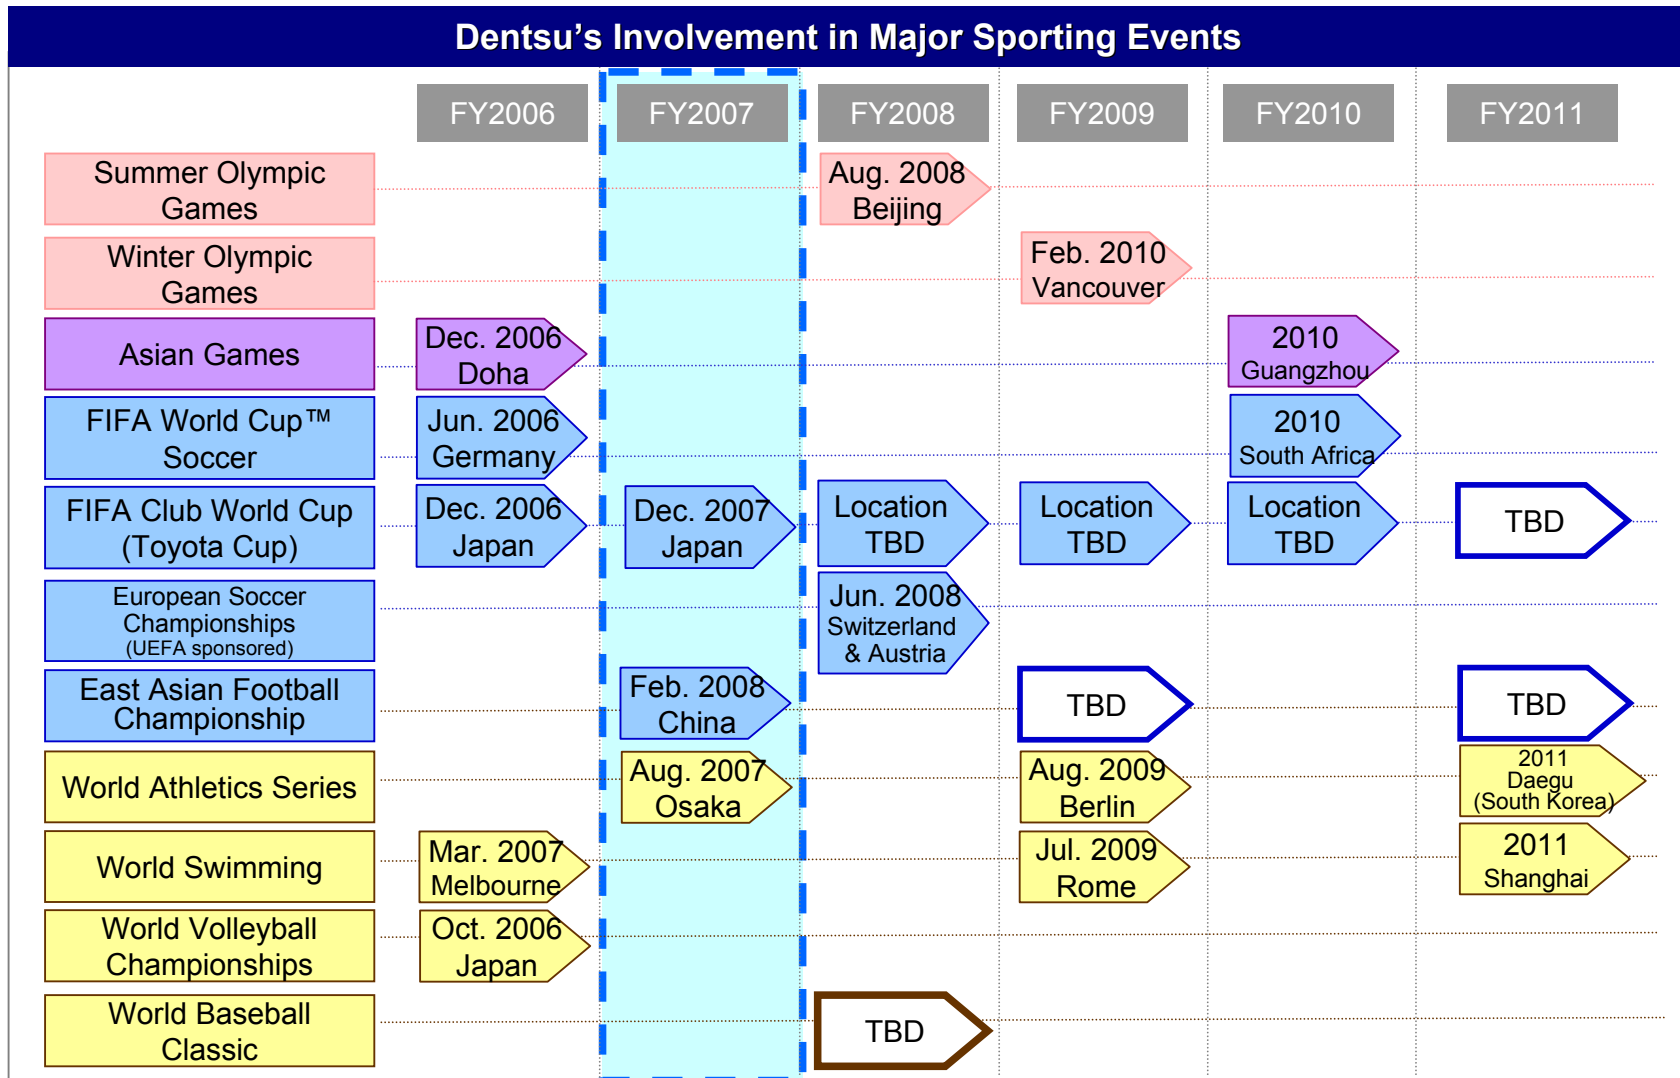 Dentsu’s Involvement in Major Sporting Events
FY2006 FY2007 FY2008 FY2009 FY2010 FY2011
Summer Olympic
Games
Aug. 2008
Beijing
Winter Olympic
Games
Feb. 2010
Vancouver
Asian Games
Dec. 2006
Doha
2010
Guangzhou
FIFA World Cup™
Soccer
Jun. 2006
Germany
2010
South Africa
FIFA Club World Cup
(Toyota Cup)
Dec. 2006
Japan
Dec. 2007
Japan
Location
TBD
Location
TBD
Location
TBD
TBD
European Soccer
Championships
(UEFA sponsored)
Jun. 2008
Switzerland
& Austria
East Asian Football
Championship
Feb. 2008
China
TBD
TBD
World Athletics Series
Aug. 2007
Osaka
Aug. 2009
Berlin
2011
Daegu
(South Korea)
World Swimming
Mar. 2007
Melbourne
Jul. 2009
Rome
2011
Shanghai
World Volleyball
Championships
Oct. 2006
Japan
World Baseball
Classic
TBD